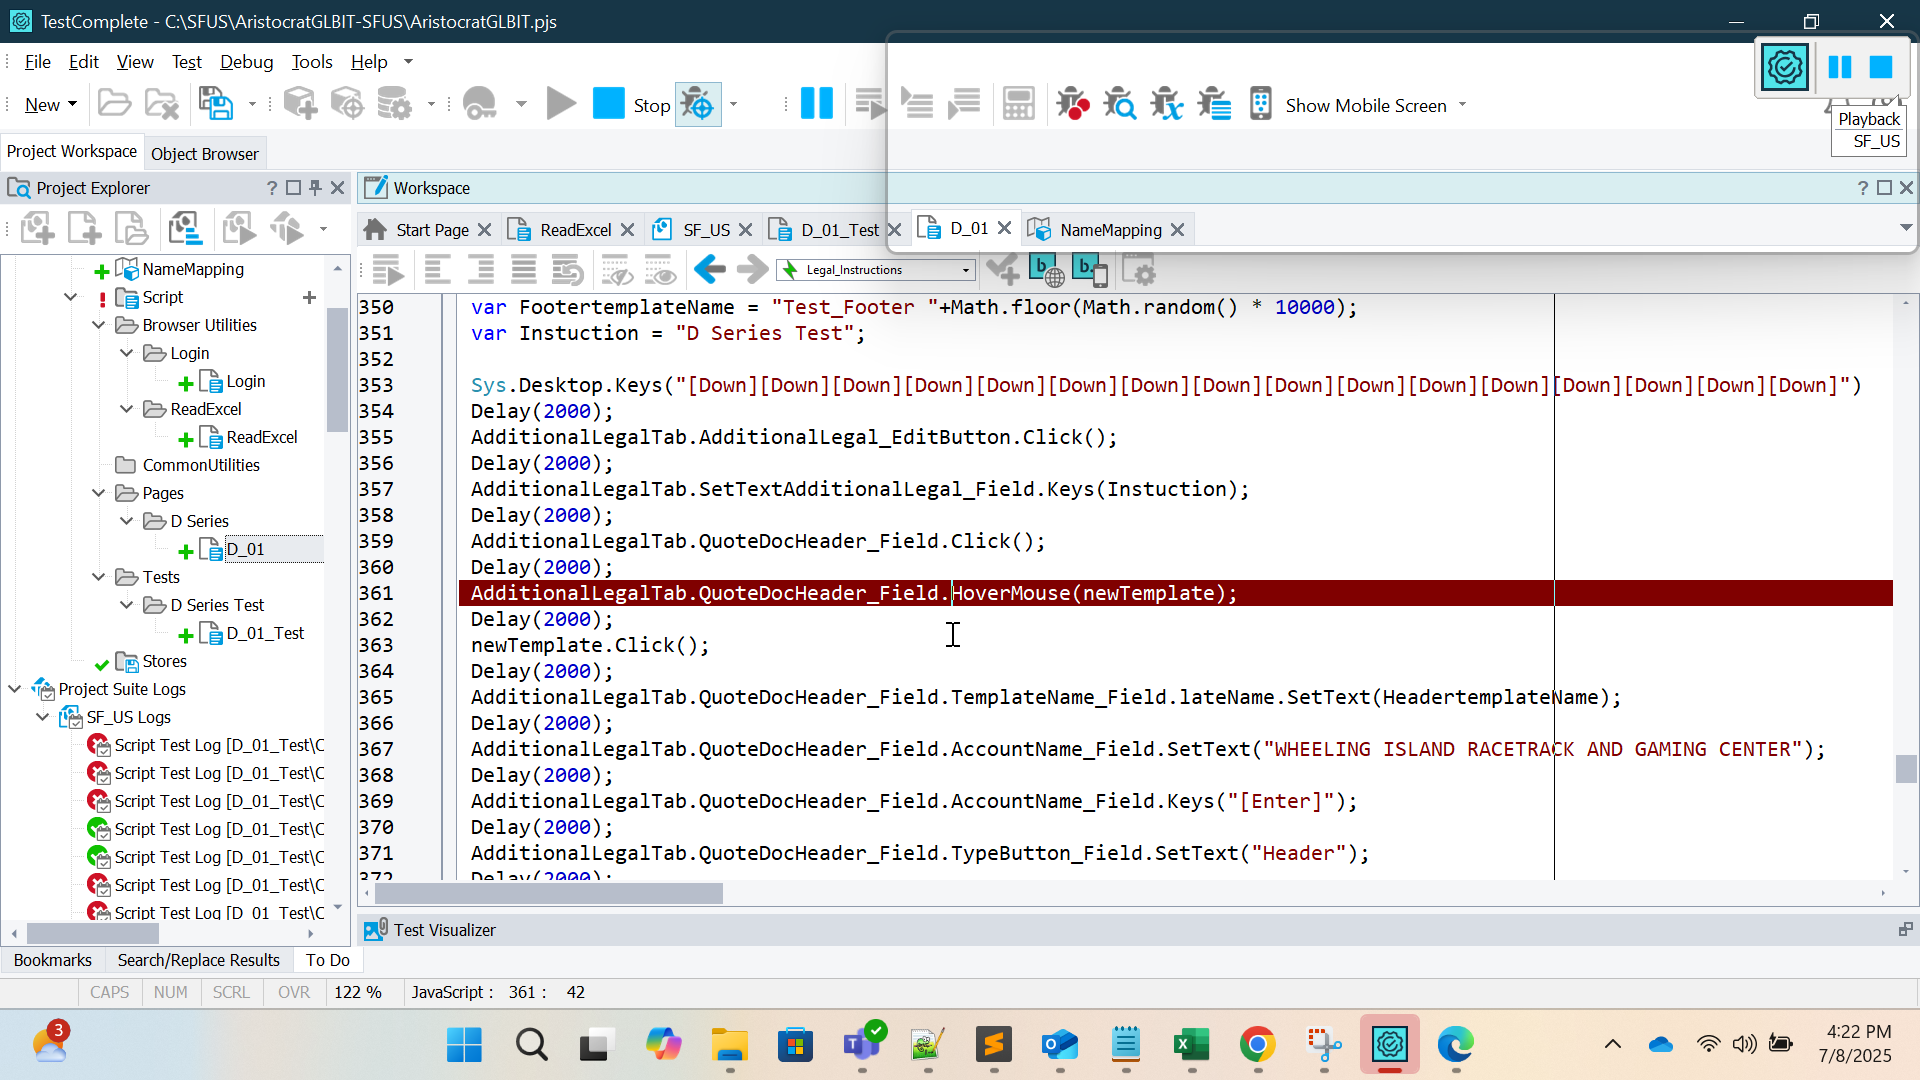 TestComplete - C:\SFUS\AristocratGLBIT-SFUS\AristocratGLBIT.pjs
File Edit View Test Debug Tools Help
New Stop Show Mobile Screen
Playback
SF_US
Project Workspace Object Browser
Project Explorer ?
Workspace ?
Start Page ReadExcel SF_US D_01_Test D_01 NameMapping
Legal_Instructions
NameMapping
Script
Browser Utilities
Login
Login
ReadExcel
ReadExcel
CommonUtilities
Pages
D Series
D_01
Tests
D Series Test
D_01_Test
Stores
Project Suite Logs
SF_US Logs
Script Test Log [D_01_Test\C
Script Test Log [D_01_Test\C
Script Test Log [D_01_Test\C
Script Test Log [D_01_Test\C
Script Test Log [D_01_Test\C
Script Test Log [D_01_Test\C
Script Test Log [D_01_Test\C
350 var FootertemplateName = "Test_Footer "+Math.floor(Math.random() * 10000);
351 var Instuction = "D Series Test";
352
353 Sys.Desktop.Keys("[Down][Down][Down][Down][Down][Down][Down][Down][Down][Down][Down][Down][Down][Down][Down][Down]")
354 Delay(2000);
355 AdditionalLegalTab.AdditionalLegal_EditButton.Click();
356 Delay(2000);
357 AdditionalLegalTab.SetTextAdditionalLegal_Field.Keys(Instuction);
358 Delay(2000);
359 AdditionalLegalTab.QuoteDocHeader_Field.Click();
360 Delay(2000);
361 AdditionalLegalTab.QuoteDocHeader_Field.HoverMouse(newTemplate);
362 Delay(2000);
363 newTemplate.Click();
364 Delay(2000);
365 AdditionalLegalTab.QuoteDocHeader_Field.TemplateName_Field.lateName.SetText(HeadertemplateName);
366 Delay(2000);
367 AdditionalLegalTab.QuoteDocHeader_Field.AccountName_Field.SetText("WHEELING ISLAND RACETRACK AND GAMING CENTER");
368 Delay(2000);
369 AdditionalLegalTab.QuoteDocHeader_Field.AccountName_Field.Keys("[Enter]");
370 Delay(2000);
371 AdditionalLegalTab.QuoteDocHeader_Field.TypeButton_Field.SetText("Header");
372 Delay(2000);
Test Visualizer
Bookmarks Search/Replace Results To Do
CAPS NUM SCRL OVR 122 % JavaScript : 361 : 42
3
4:22 PM
7/8/2025